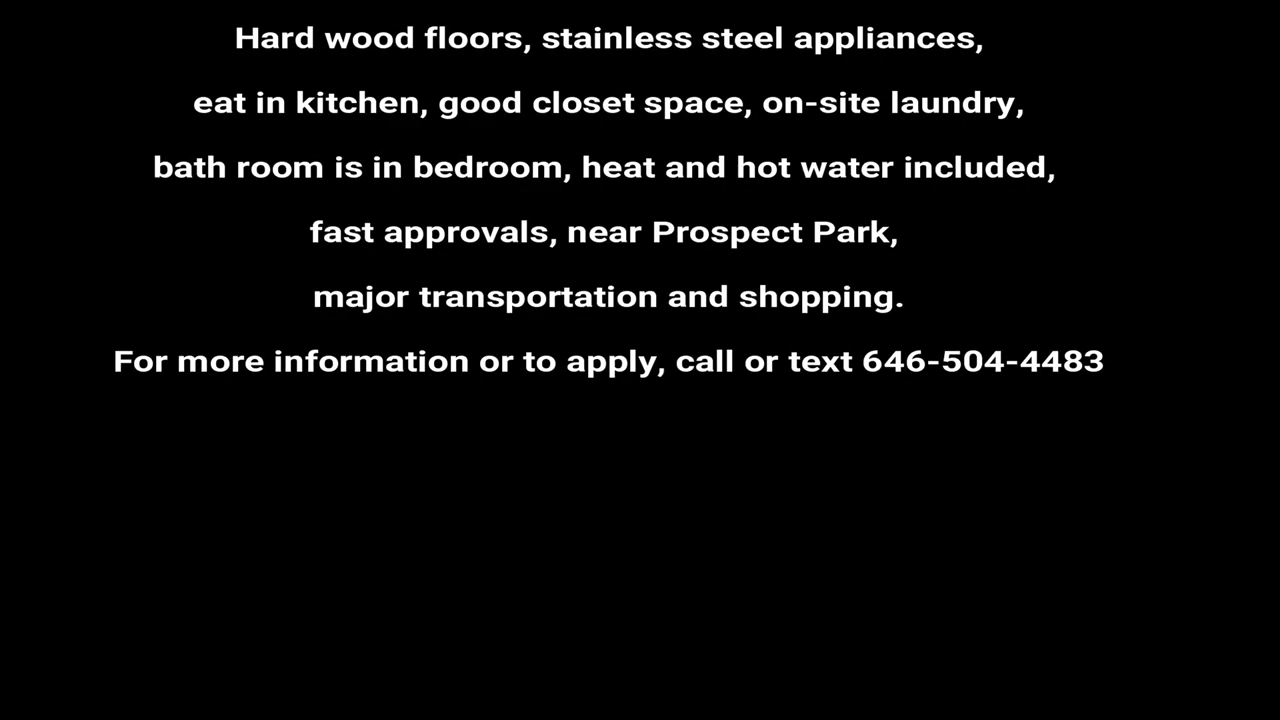 Hard wood floors, stainless steel appliances,
eat in kitchen, good closet space, on-site laundry,
bath room is in bedroom, heat and hot water included,
fast approvals, near Prospect Park,
major transportation and shopping.
For more information or to apply, call or text 646-504-4483